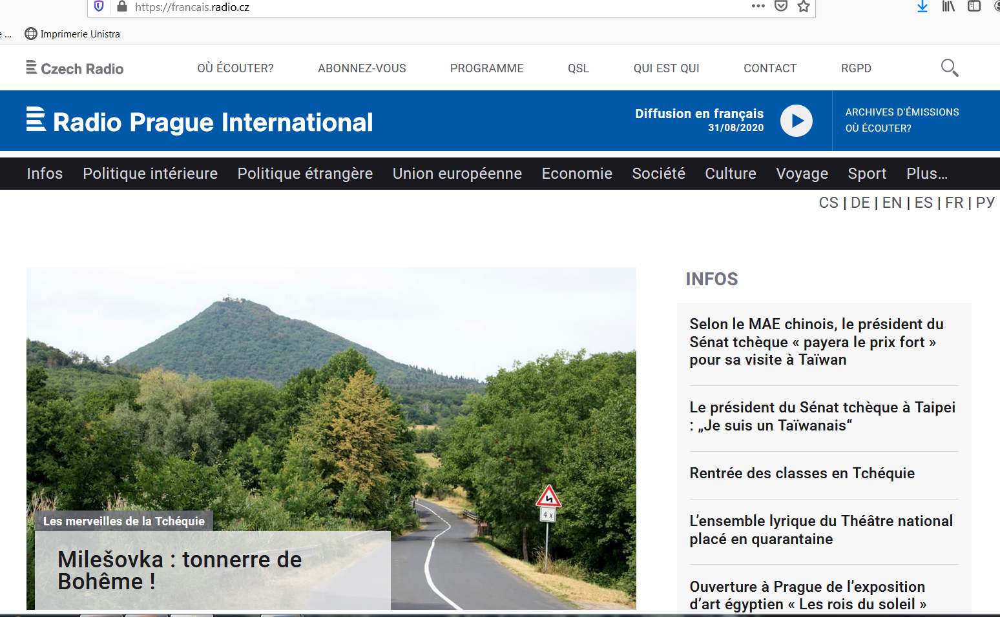 https://francais.radio.cz
e ...
Imprimerie Unistra
Czech Radio
OÙ ÉCOUTER?
ABONNEZ-VOUS
PROGRAMME
QSL
QUI EST QUI
CONTACT
RGPD
Radio Prague International
Diffusion en français
31/08/2020
ARCHIVES D'ÉMISSIONS
OÙ ÉCOUTER?
Infos
Politique intérieure
Politique étrangère
Union européenne
Economie
Société
Culture
Voyage
Sport
Plus...
CS | DE | EN | ES | FR | РУ
4 x
Les merveilles de la Tchéquie
Milešovka : tonnerre de
Bohême !
INFOS
Selon le MAE chinois, le président du
Sénat tchèque « payera le prix fort »
pour sa visite à Taïwan
Le président du Sénat tchèque à Taipei
: „Je suis un Taïwanais“
Rentrée des classes en Tchéquie
L’ensemble lyrique du Théâtre national
placé en quarantaine
Ouverture à Prague de l’exposition
d’art égyptien « Les rois du soleil »